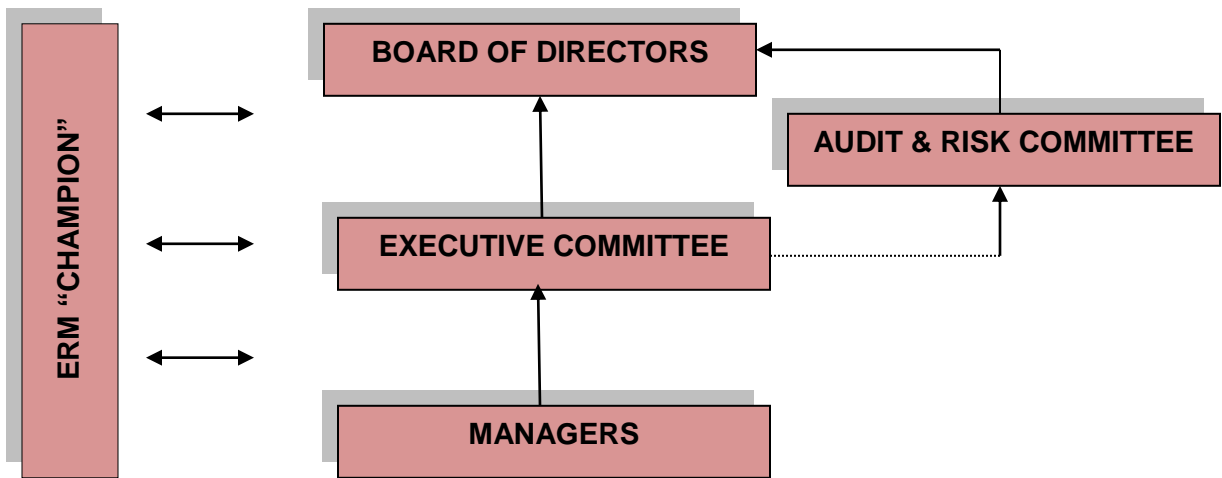 BOARD OF DIRECTORS
AUDIT & RISK COMMITTEE
ERM “CHAMPION”
EXECUTIVE COMMITTEE
MANAGERS